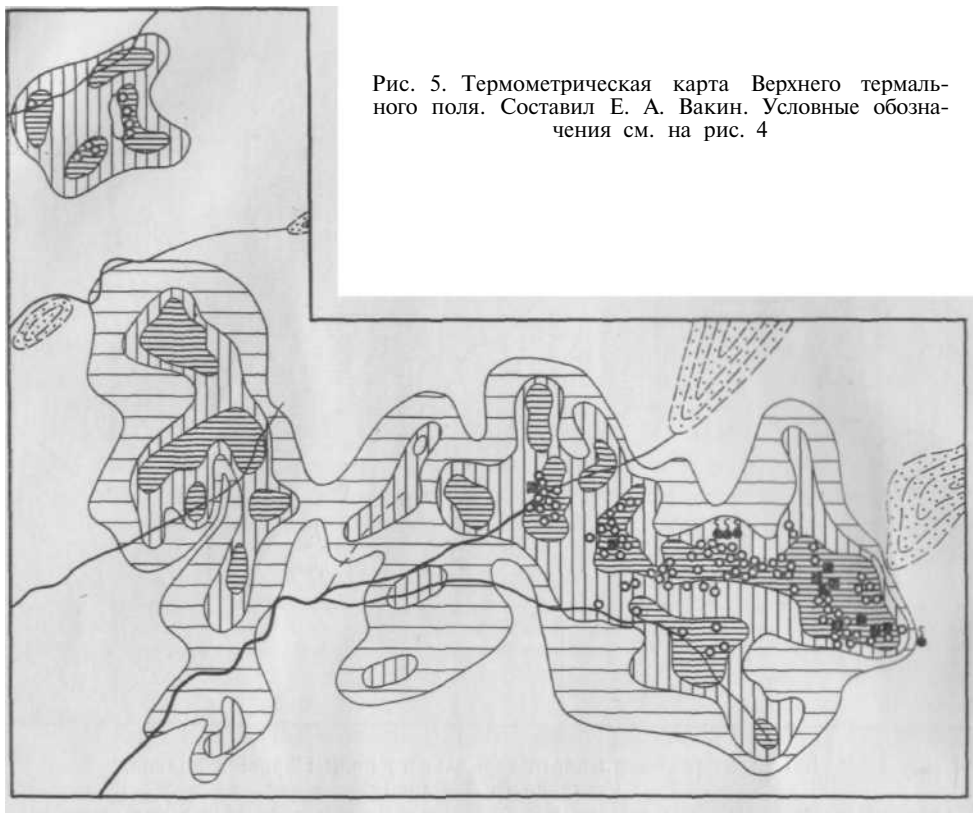 Рис. 5. Термометрическая карта Верхнего термаль-
ного поля. Составил Е. А. Вакин. Условные обозна-
чения см. на рис. 4